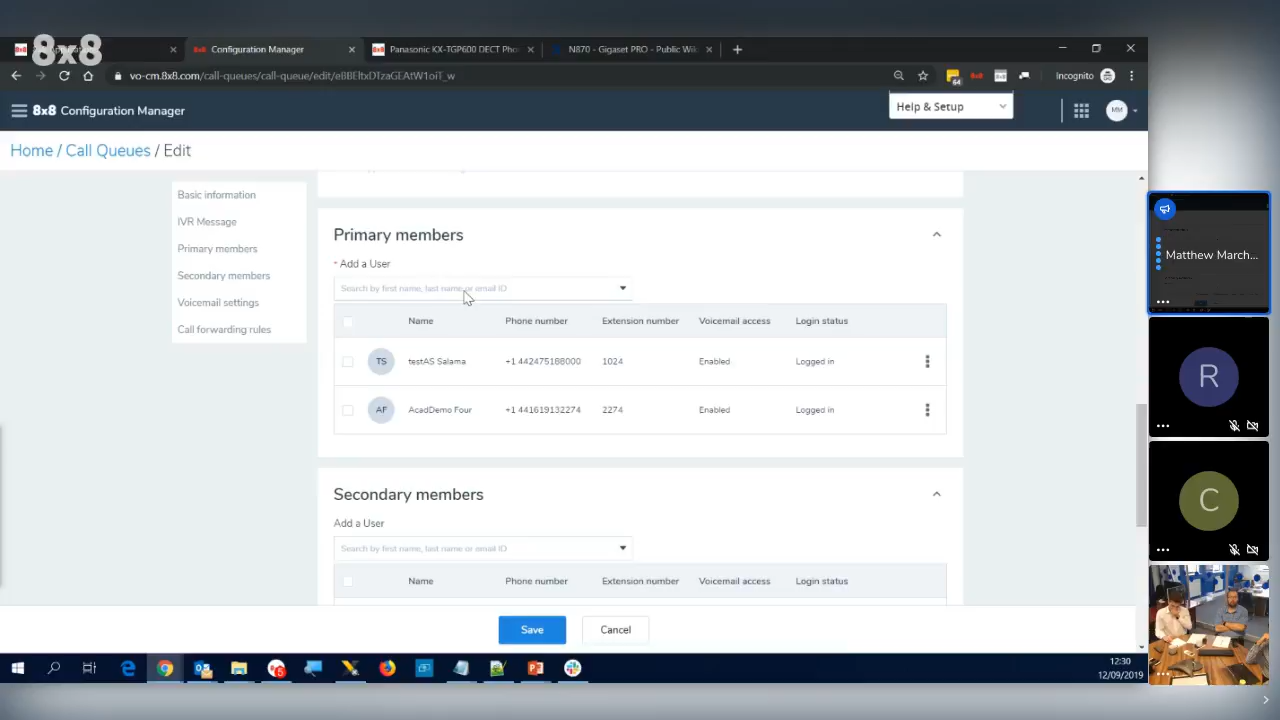 8x8
Configuration Manager
Panasonic KX-TGP600 DECT Pho
N870 - Gigaset PRO - Public Wik
vo-cm.8x8.com/call-queues/call-queue/edit/
64
Incognito
8x8 Configuration Manager
Help & Setup
MM
Home / Call Queues / Edit
Basic information
IVR Message
Primary members
Secondary members
Voicemail settings
Call forwarding rules
Primary members
* Add a User
Search by first name, last name or email ID
Name Phone number Extension number Voicemail access Login status
TS testAS Salama +1 442475188000 1024 Enabled Logged in
AF AcadDemo Four +1 441619132274 2274 Enabled Logged in
Secondary members
Add a User
Search by first name, last name or email ID
Name Phone number Extension number Voicemail access Login status
Save Cancel
12:30
12/09/2019
Matthew March...
R
C